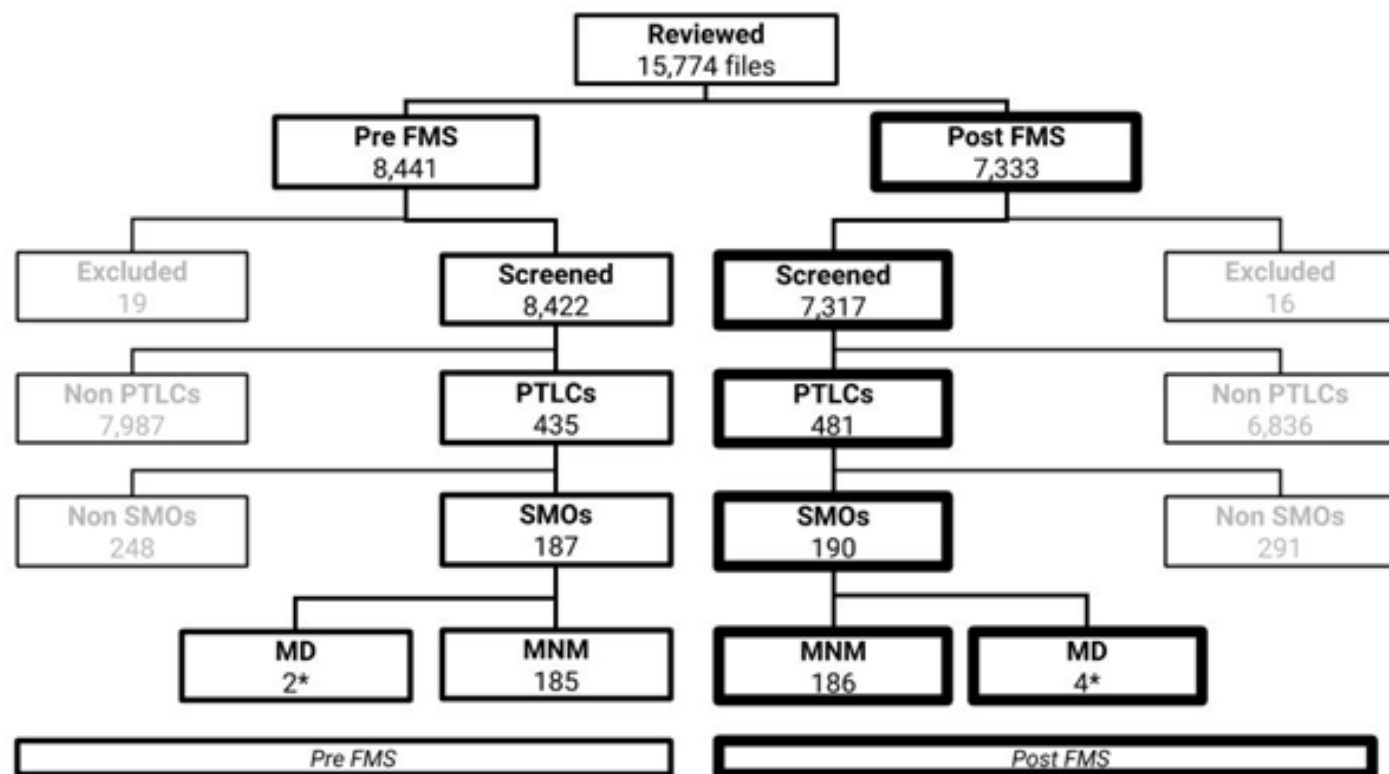 Reviewed
15,774 files
Pre FMS
8,441
Post FMS
7,333
Excluded
19
Screened
8,422
Screened
7,317
Excluded
16
Non PTLCs
7,987
PTLCs
435
PTLCs
481
Non PTLCs
6,836
Non SMOs
248
SMOs
187
SMOs
190
Non SMOs
291
MD
2*
MNM
185
MNM
186
MD
4*
Pre FMS
Post FMS